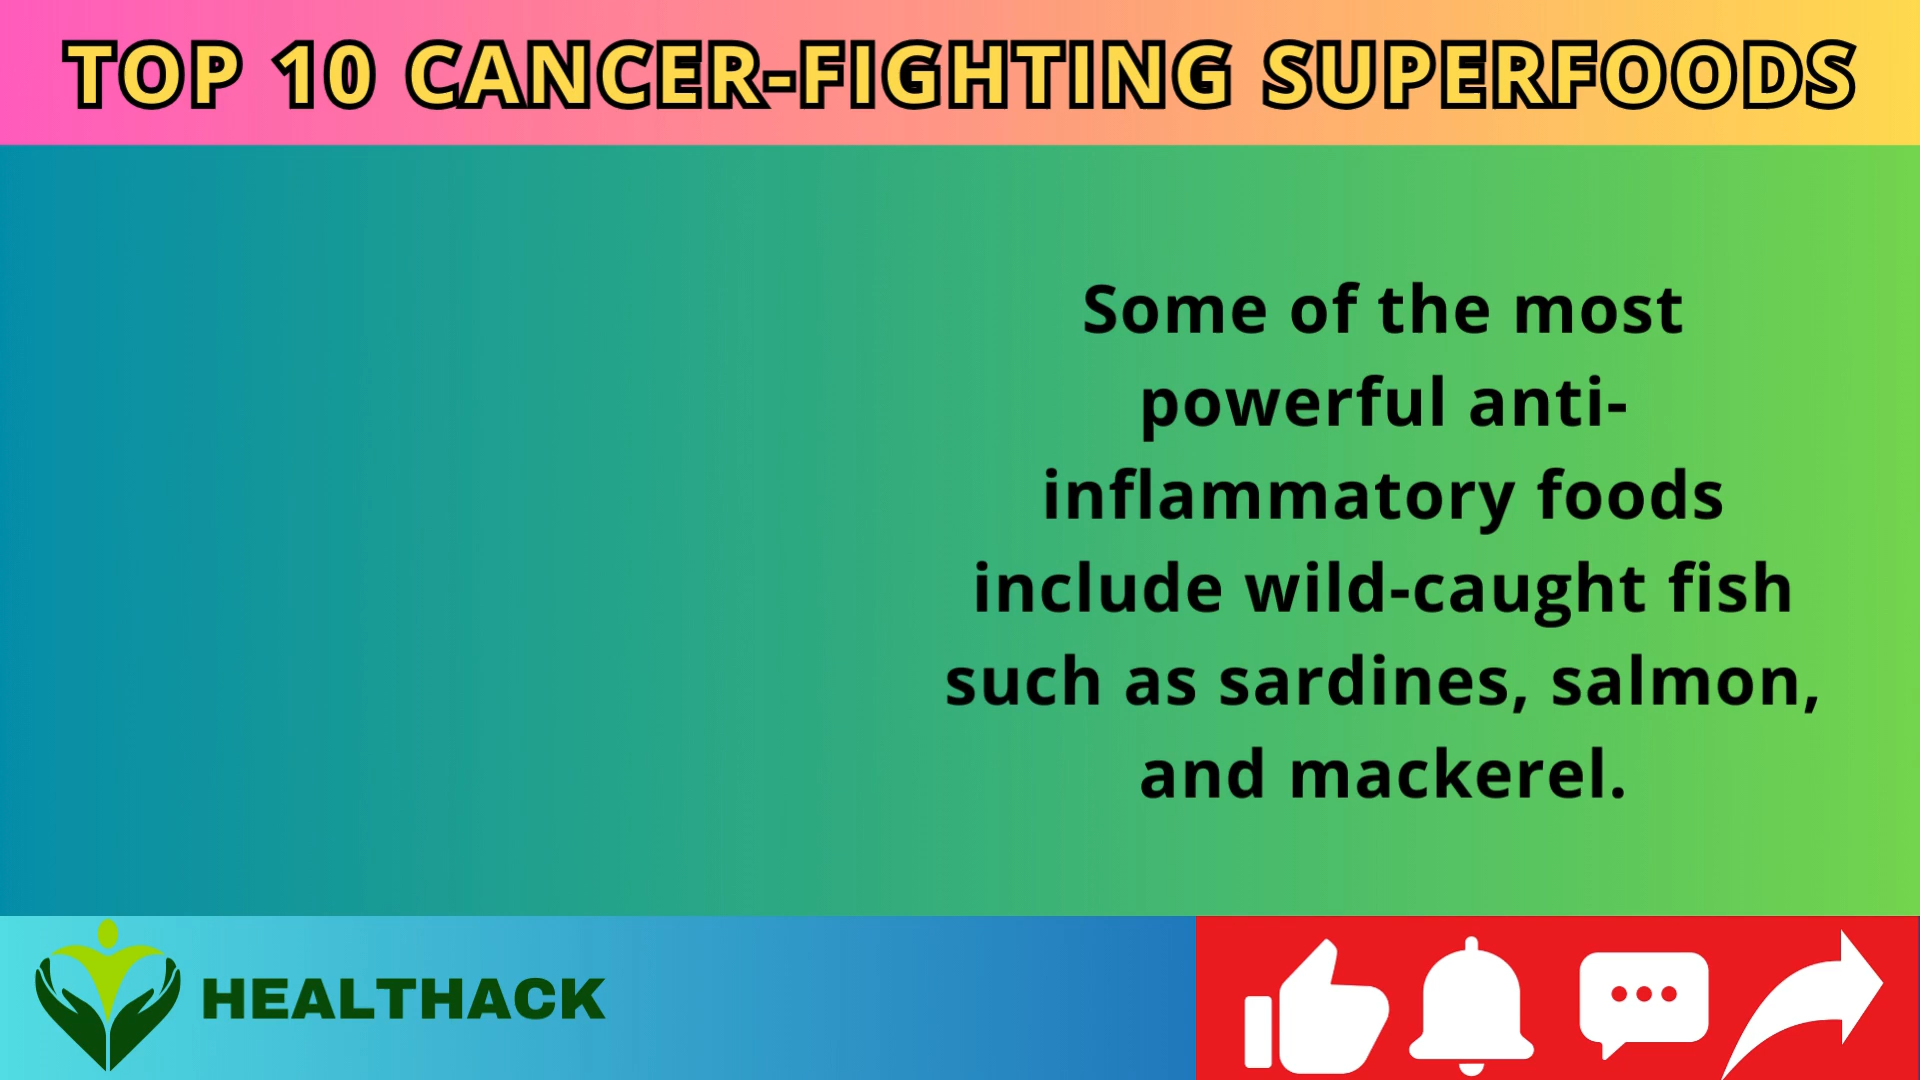 TOP 10 CANCER-FIGHTING SUPERFOODS
Some of the most
powerful anti-
inflammatory foods
include wild-caught fish
such as sardines, salmon,
and mackerel.
HEALTHACK